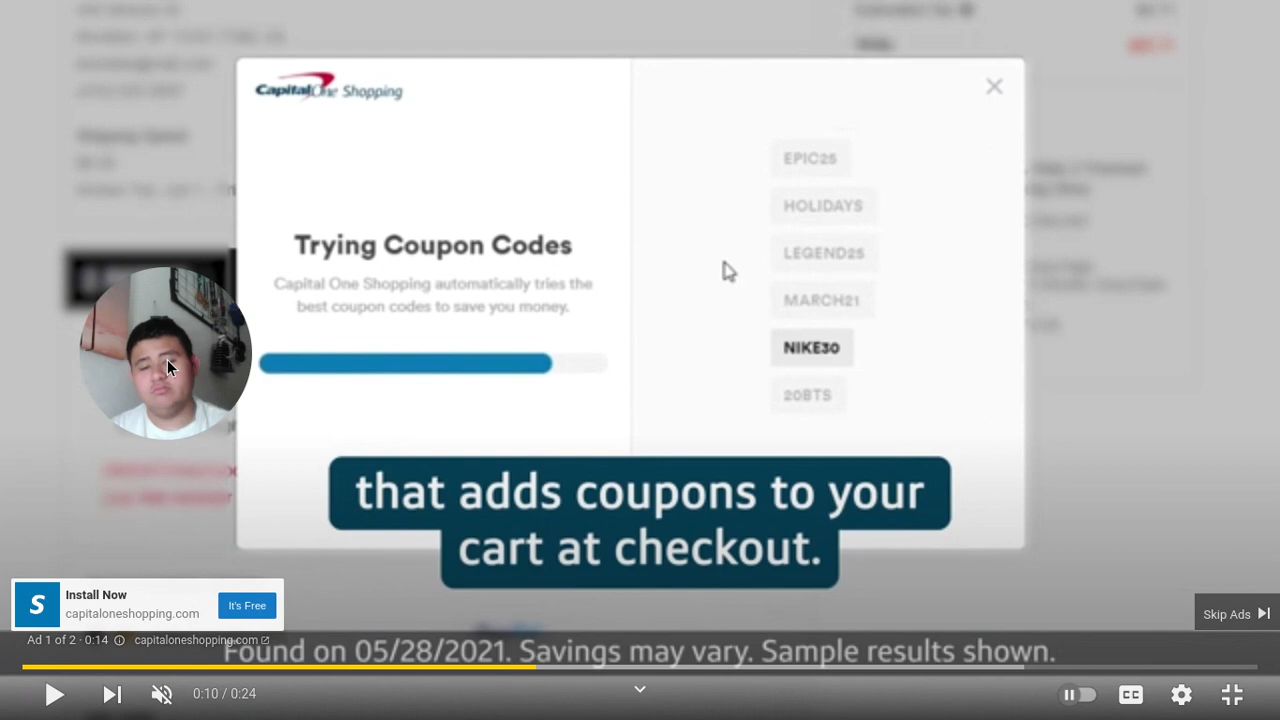 Capital One Shopping
EPIC25
HOLIDAYS
LEGEND25
MARCH21
NIKE30
20BTS
Trying Coupon Codes
Capital One Shopping automatically tries the
best coupon codes to save you money.
that adds coupons to your
cart at checkout.
S
Install Now
capitaloneshopping.com
It's Free
Skip Ads
Ad 1 of 2 · 0:14
capitaloneshopping.com
Found on 05/28/2021. Savings may vary. Sample results shown.
0:10 / 0:24
CC